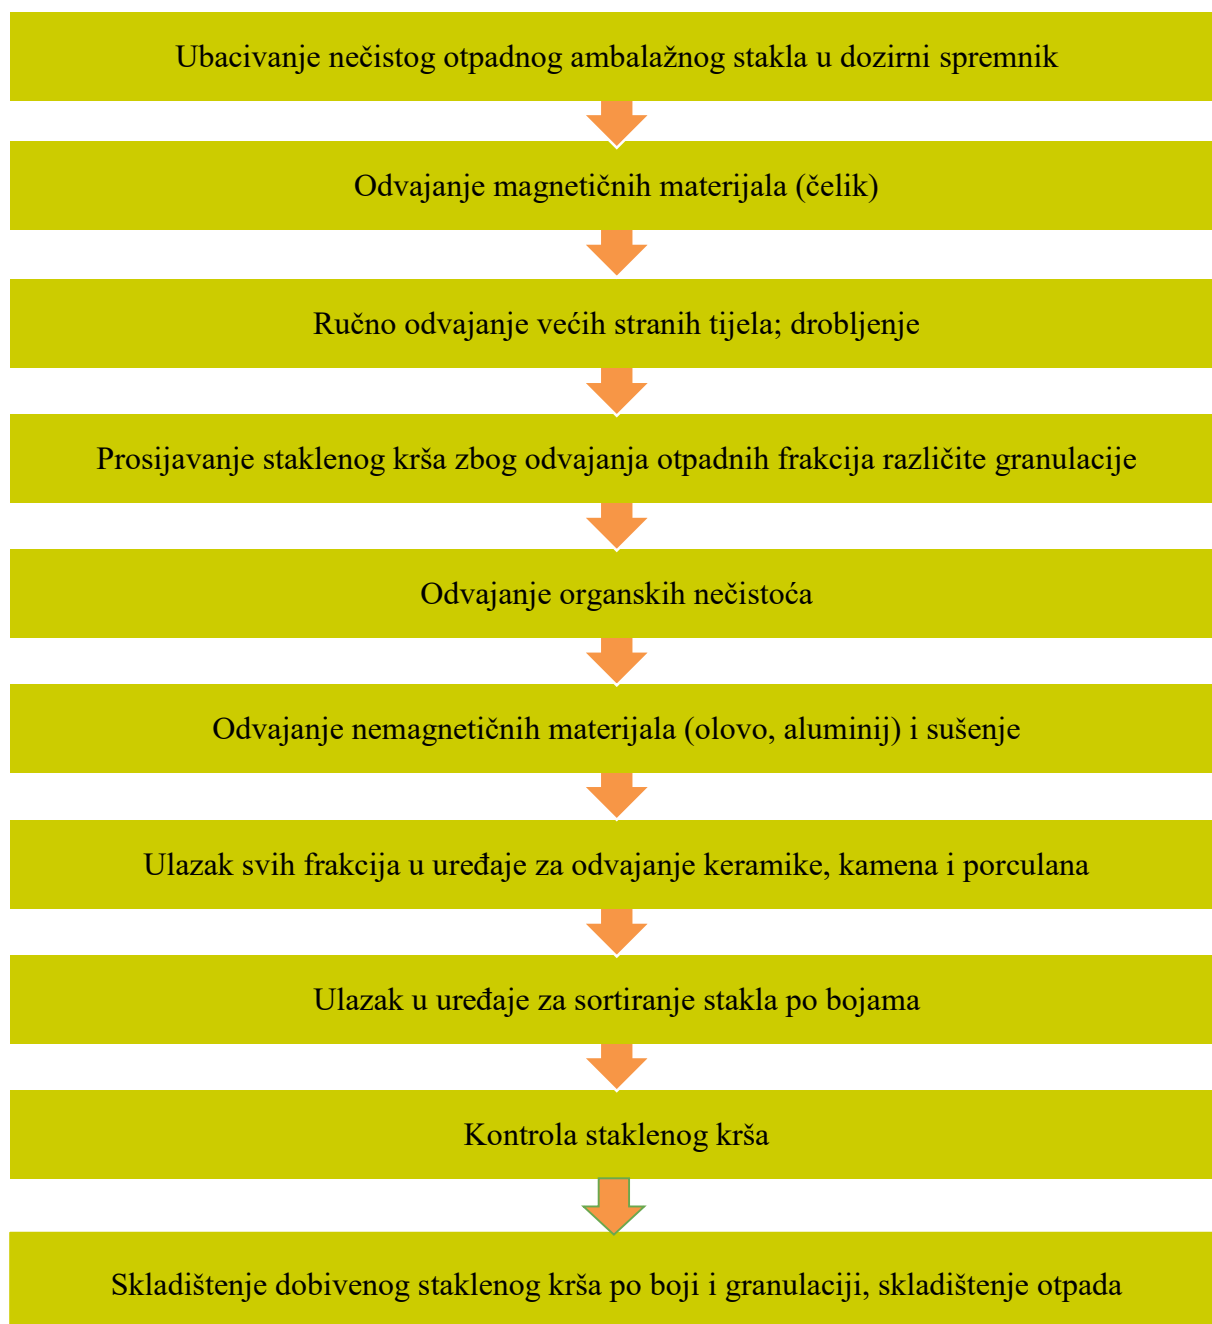 Ubacivanje nečistog otpadnog ambalažnog stakla u dozirni spremnik
Odvajanje magnetičnih materijala (čelik)
Ručno odvajanje većih stranih tijela; drobljenje
Prosijavanje staklenog krša zbog odvajanja otpadnih frakcija različite granulacije
Odvajanje organskih nečistoća
Odvajanje nemagnetičnih materijala (olovo, aluminij) i sušenje
Ulazak svih frakcija u uređaje za odvajanje keramike, kamena i porculana
Ulazak u uređaje za sortiranje stakla po bojama
Kontrola staklenog krša
Skladištenje dobivenog staklenog krša po boji i granulaciji, skladištenje otpada